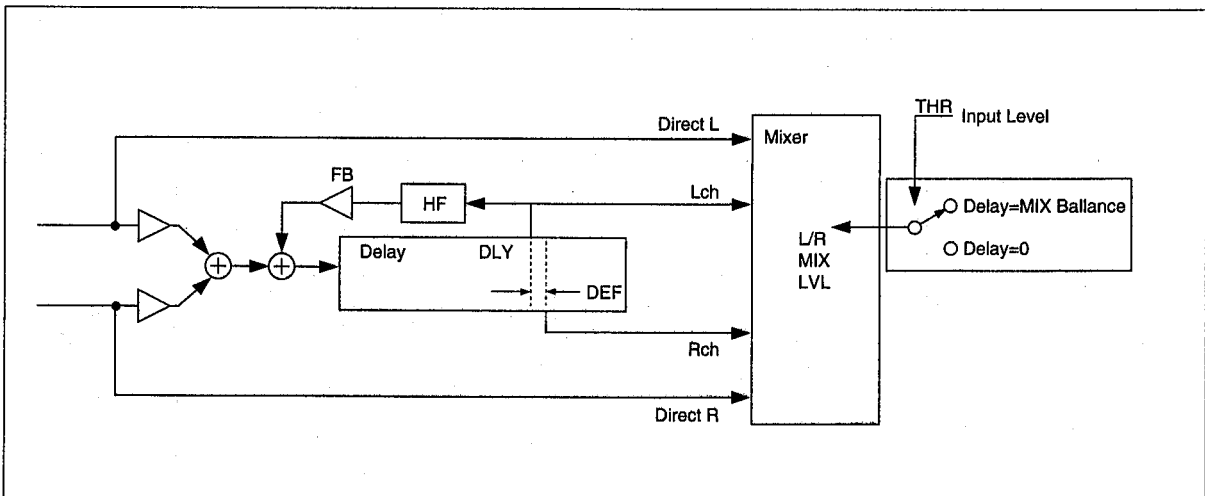 THR
Input Level
Direct L
Mixer
FB
HF
Lch
Delay=MIX Ballance
Delay
DLY
L/R
MIX
LVL
Delay=0
DEF
Rch
Direct R